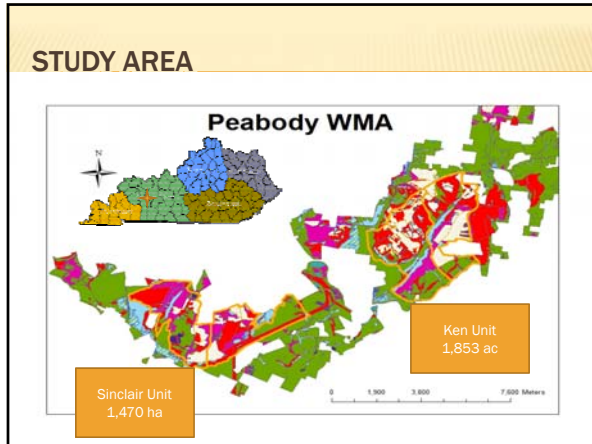 STUDY AREA
Peabody WMA
N
Ken Unit
1,853 ac
Sinclair Unit
1,470 ha
0 1,900 3,800 7,600 Meters